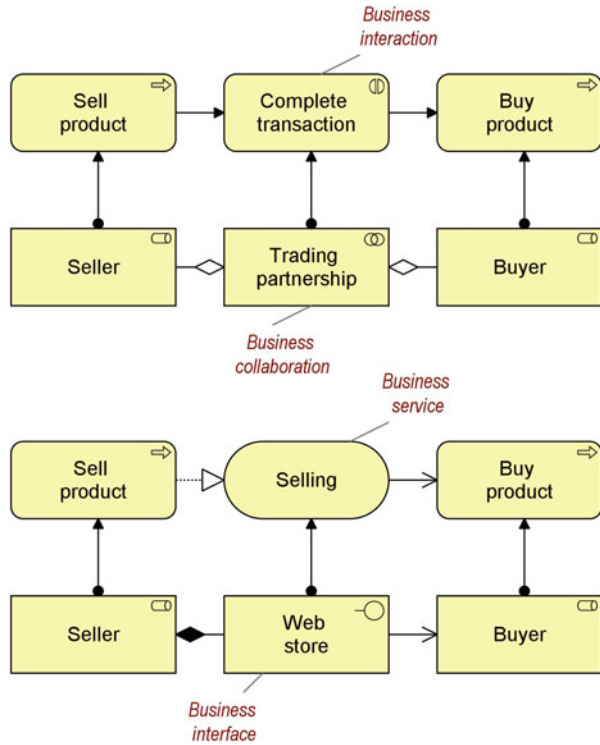 Business
interaction
Sell
product
Complete
transaction
Buy
product
Seller
Trading
partnership
Buyer
Business
collaboration
Business
service
Sell
product
Selling
Buy
product
Seller
Web
store
Buyer
Business
interface